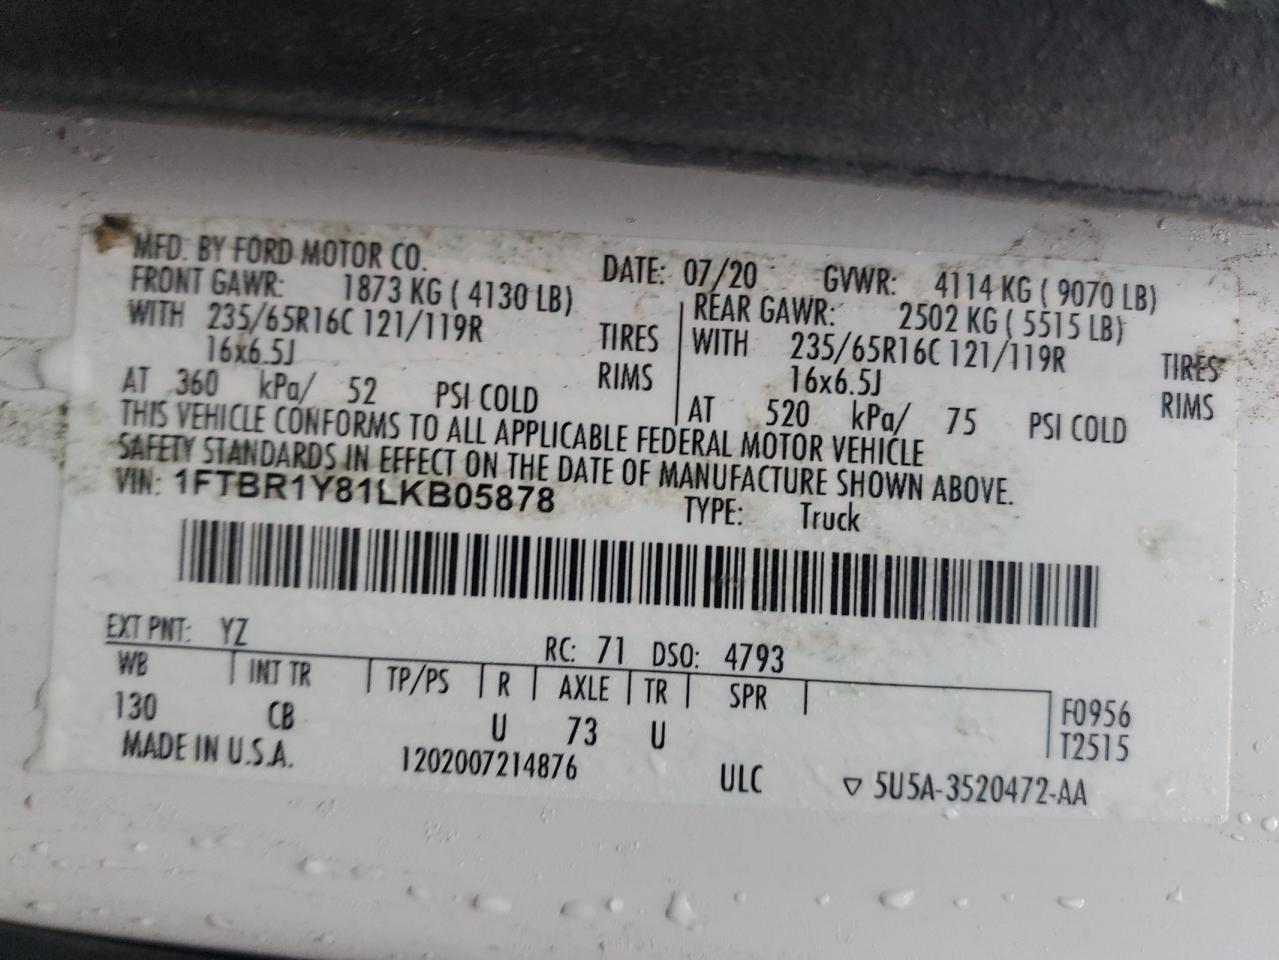 MFD. BY FORD MOTOR CO.
DATE: 07/20 GVWR: 4114 KG ( 9070 LB)
FRONT GAWR: 1873 KG ( 4130 LB)
WITH 235/65R16C 121/119R TIRES
16x6.5J RIMS
AT 360 kPa/ 52 PSI COLD
REAR GAWR: 2502 KG ( 5515 LB)
WITH 235/65R16C 121/119R TIRES
16x6.5J RIMS
AT 520 kPa/ 75 PSI COLD
THIS VEHICLE CONFORMS TO ALL APPLICABLE FEDERAL MOTOR VEHICLE
SAFETY STANDARDS IN EFFECT ON THE DATE OF MANUFACTURE SHOWN ABOVE.
VIN: 1FTBR1Y81LKB05878 TYPE: Truck
EXT PNT: YZ RC: 71 DSO: 4793
WB INT TR TP/PS R AXLE TR SPR
130 CB U 73 U
F0956
T2515
MADE IN U.S.A. 1202007214876 ULC ▽ 5U5A-3520472-AA